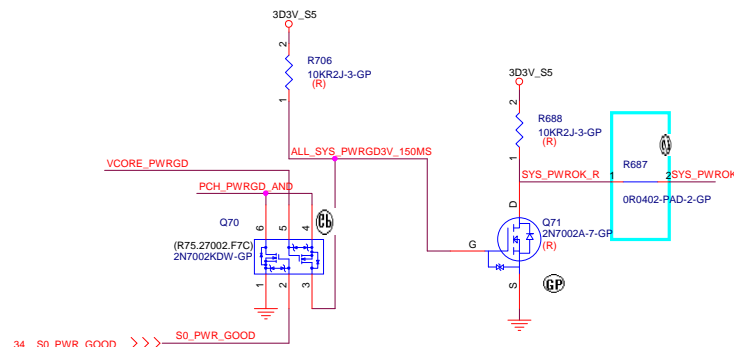 3D3V_S5
2
R706
10KR2J-3-GP
(R)
1
3D3V_S5
2
R688
10KR2J-3-GP
(R)
1
ALL_SYS_PWRGD3V_150MS
VCORE_PWRGD
R687
SYS_PWROK_R
1
2
SYS_PWROK
0R0402-PAD-2-GP
PCH_PWRGD_AND
Q70
6
5
4
(R75.27002.F7C)
2N7002KDW-GP
1
2
3
D
Q71
2N7002A-7-GP
(R)
G
S
GP
34 S0_PWR_GOOD
S0_PWR_GOOD